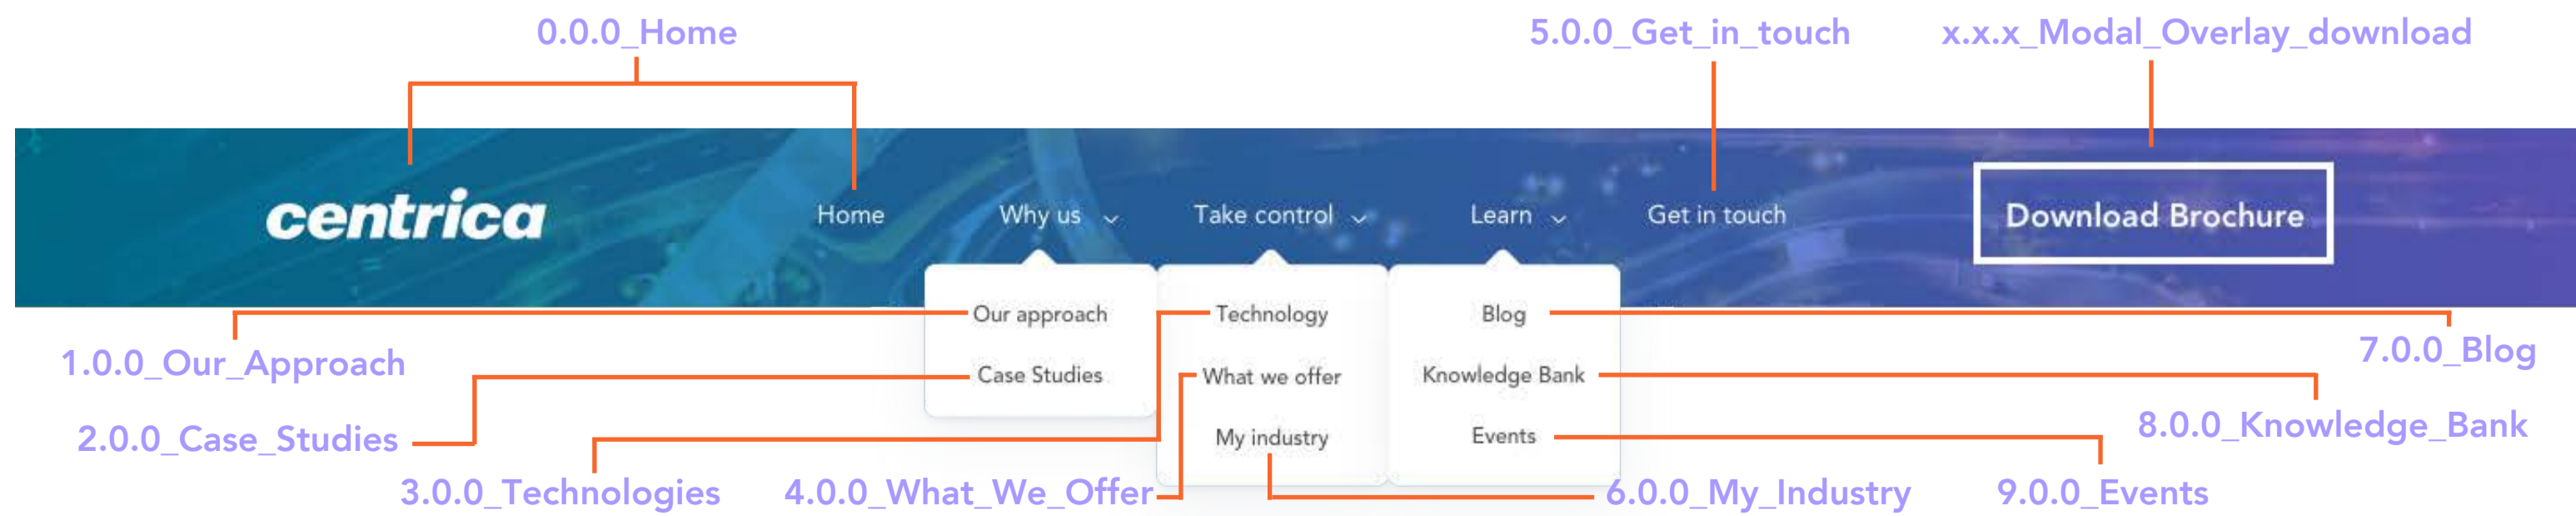 0.0.0_Home
5.0.0_Get_in_touch
x.x.x_Modal_Overlay_download
centrica
Home
Why us
Take control
Learn
Get in touch
Download Brochure
Our approach
Technology
Blog
1.0.0_Our_Approach
7.0.0_Blog
Case Studies
What we offer
Knowledge Bank
2.0.0_Case_Studies
My industry
Events
8.0.0_Knowledge_Bank
3.0.0_Technologies
4.0.0_What_We_Offer
6.0.0_My_Industry
9.0.0_Events